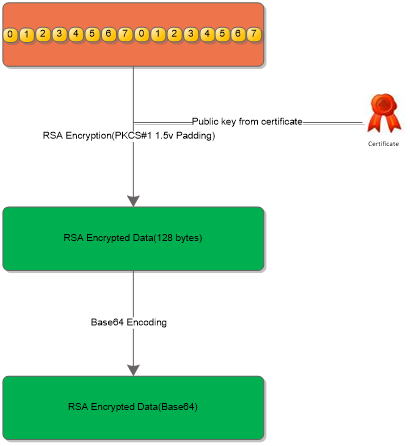 0 1 2 3 4 5 6 7 0 1 2 3 4 5 6 7
Public key from certificate
RSA Encryption(PKCS#1 1.5v Padding)
Certificate
RSA Encrypted Data(128 bytes)
Base64 Encoding
RSA Encrypted Data(Base64)